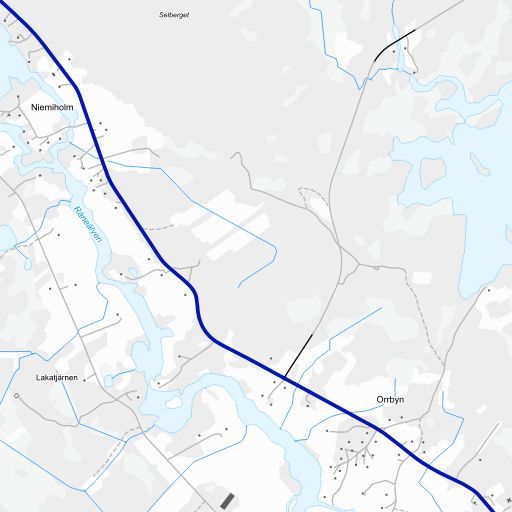 Selberget
Niemiholm
Råneälven
Lakatjärnen
Orrbyn